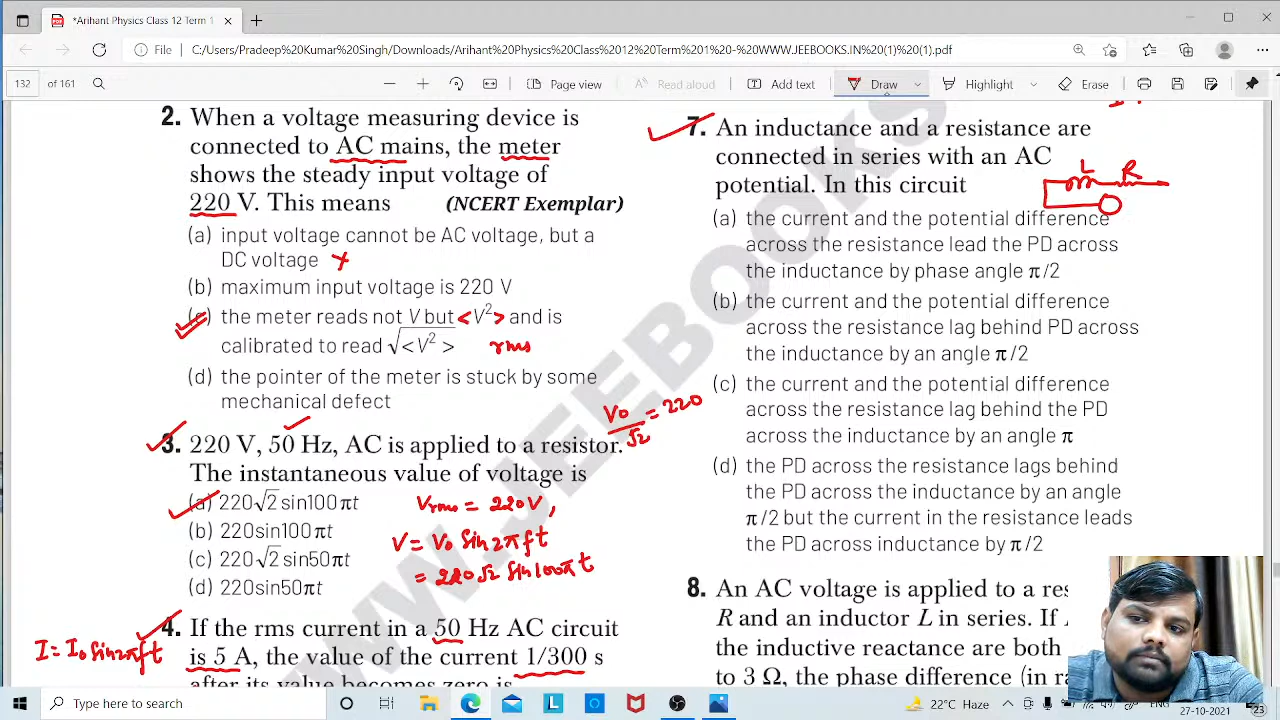 *Arihant Physics Class 12 Term 1
File
C:/Users/Pradeep%20Kumar%20Singh/Downloads/Arihant%20Physics%20Class%2012%20Term%201%20-%20/WWW.JEEBOOKS.IN%20(1)%20(1).pdf
132 of 161
Page view
Read aloud
Add text
Draw
Highlight
Erase
WWW.JEEBOOKS
2. When a voltage measuring device is
connected to AC mains, the meter
shows the steady input voltage of
220 V. This means (NCERT Exemplar)
(a) input voltage cannot be AC voltage, but a
DC voltage
(b) maximum input voltage is 220 V
(c) the meter reads not V but <V²> and is
calibrated to read √<V²> rms
(d) the pointer of the meter is stuck by some
mechanical defect
V₀/√2 = 220
3. 220 V, 50 Hz, AC is applied to a resistor.
The instantaneous value of voltage is
(a) 220√2 sin100πt
(b) 220sin100πt
(c) 220√2 sin50πt
(d) 220sin50πt
Vrms = 220V,
V = V₀ Sin2πft
= 220√2 Sin100πt
4. If the rms current in a 50 Hz AC circuit
is 5 A, the value of the current 1/300 s
after its value becomes zero is
I = I₀ Sin2πft
7. An inductance and a resistance are
connected in series with an AC
potential. In this circuit
L R
(a) the current and the potential difference
across the resistance lead the PD across
the inductance by phase angle π/2
(b) the current and the potential difference
across the resistance lag behind PD across
the inductance by an angle π/2
(c) the current and the potential difference
across the resistance lag behind the PD
across the inductance by an angle π
(d) the PD across the resistance lags behind
the PD across the inductance by an angle
π/2 but the current in the resistance leads
the PD across inductance by π/2
8. An AC voltage is applied to a res
R and an inductor L in series. If
the inductive reactance are both
to 3 Ω, the phase difference (in ra
Type here to search
22°C Haze
ENG
27-10-2021
23